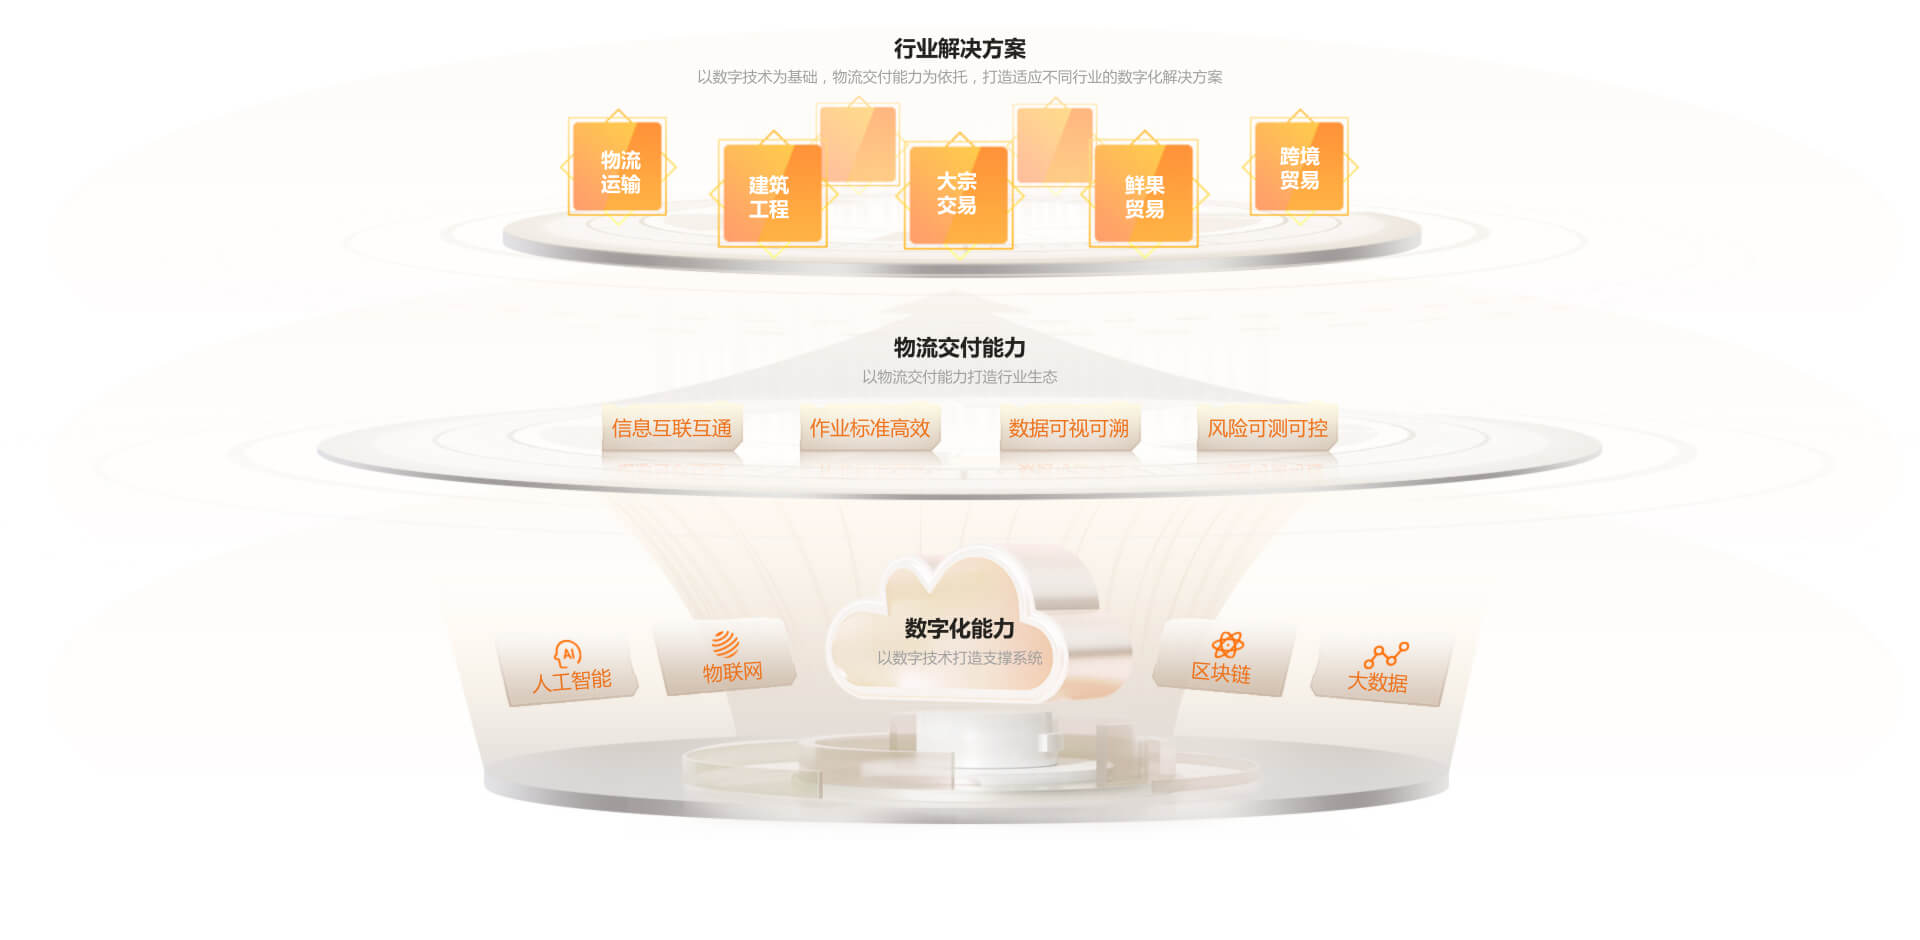 行业解决方案
以数字技术为基础，物流交付能力为依托，打造适应不同行业的数字化解决方案
物流
运输
建筑
工程
大宗
交易
鲜果
贸易
跨境
贸易
物流交付能力
以物流交付能力打造行业生态
信息互联互通
作业标准高效
数据可视可溯
风险可测可控
数字化能力
以数字技术打造支撑系统
AI
人工智能
物联网
区块链
大数据